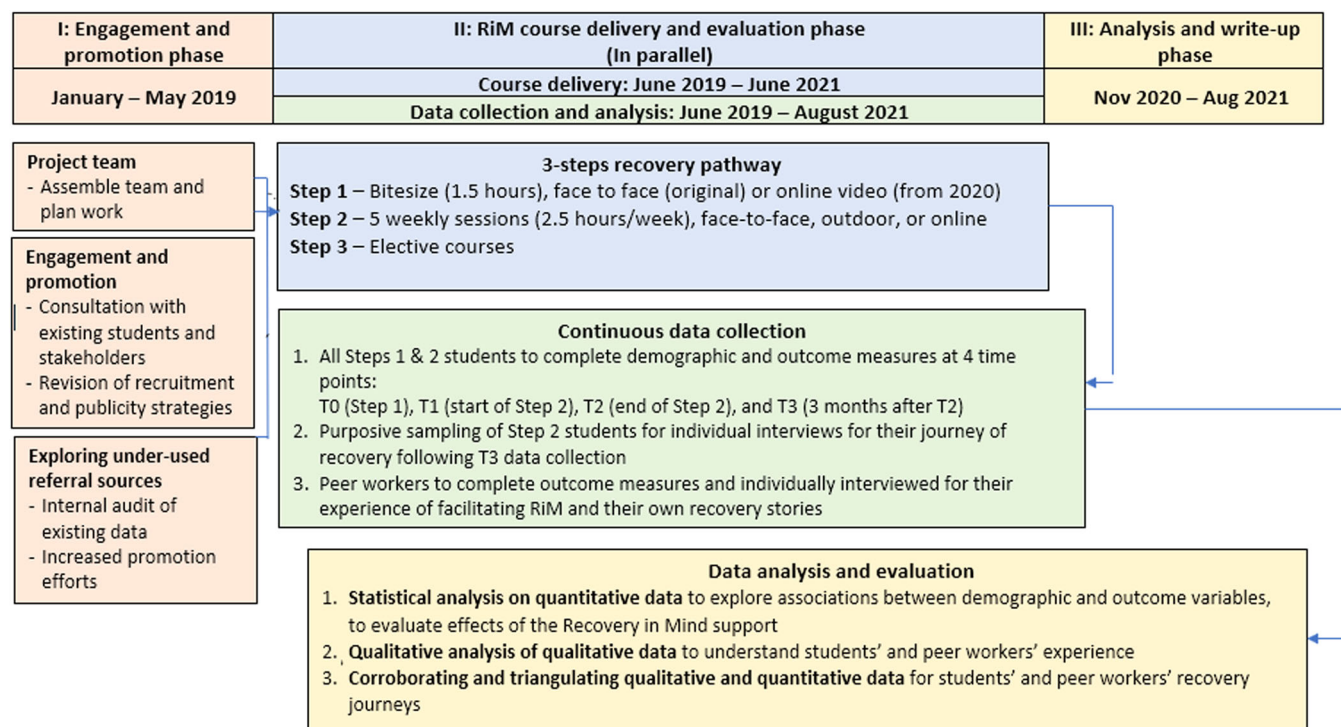 I: Engagement and
promotion phase
II: RiM course delivery and evaluation phase
(In parallel)
III: Analysis and write-up
phase
January – May 2019
Course delivery: June 2019 – June 2021
Data collection and analysis: June 2019 – August 2021
Nov 2020 – Aug 2021
Project team
- Assemble team and
plan work
Engagement and
promotion
- Consultation with
existing students and
stakeholders
- Revision of recruitment
and publicity strategies
Exploring under-used
referral sources
- Internal audit of
existing data
- Increased promotion
efforts
3-steps recovery pathway
Step 1 – Bitesize (1.5 hours), face to face (original) or online video (from 2020)
Step 2 – 5 weekly sessions (2.5 hours/week), face-to-face, outdoor, or online
Step 3 – Elective courses
Continuous data collection
1. All Steps 1 & 2 students to complete demographic and outcome measures at 4 time
points:
T0 (Step 1), T1 (start of Step 2), T2 (end of Step 2), and T3 (3 months after T2)
2. Purposive sampling of Step 2 students for individual interviews for their journey of
recovery following T3 data collection
3. Peer workers to complete outcome measures and individually interviewed for their
experience of facilitating RiM and their own recovery stories
Data analysis and evaluation
1. Statistical analysis on quantitative data to explore associations between demographic and outcome variables,
to evaluate effects of the Recovery in Mind support
2. Qualitative analysis of qualitative data to understand students’ and peer workers’ experience
3. Corroborating and triangulating qualitative and quantitative data for students’ and peer workers’ recovery
journeys